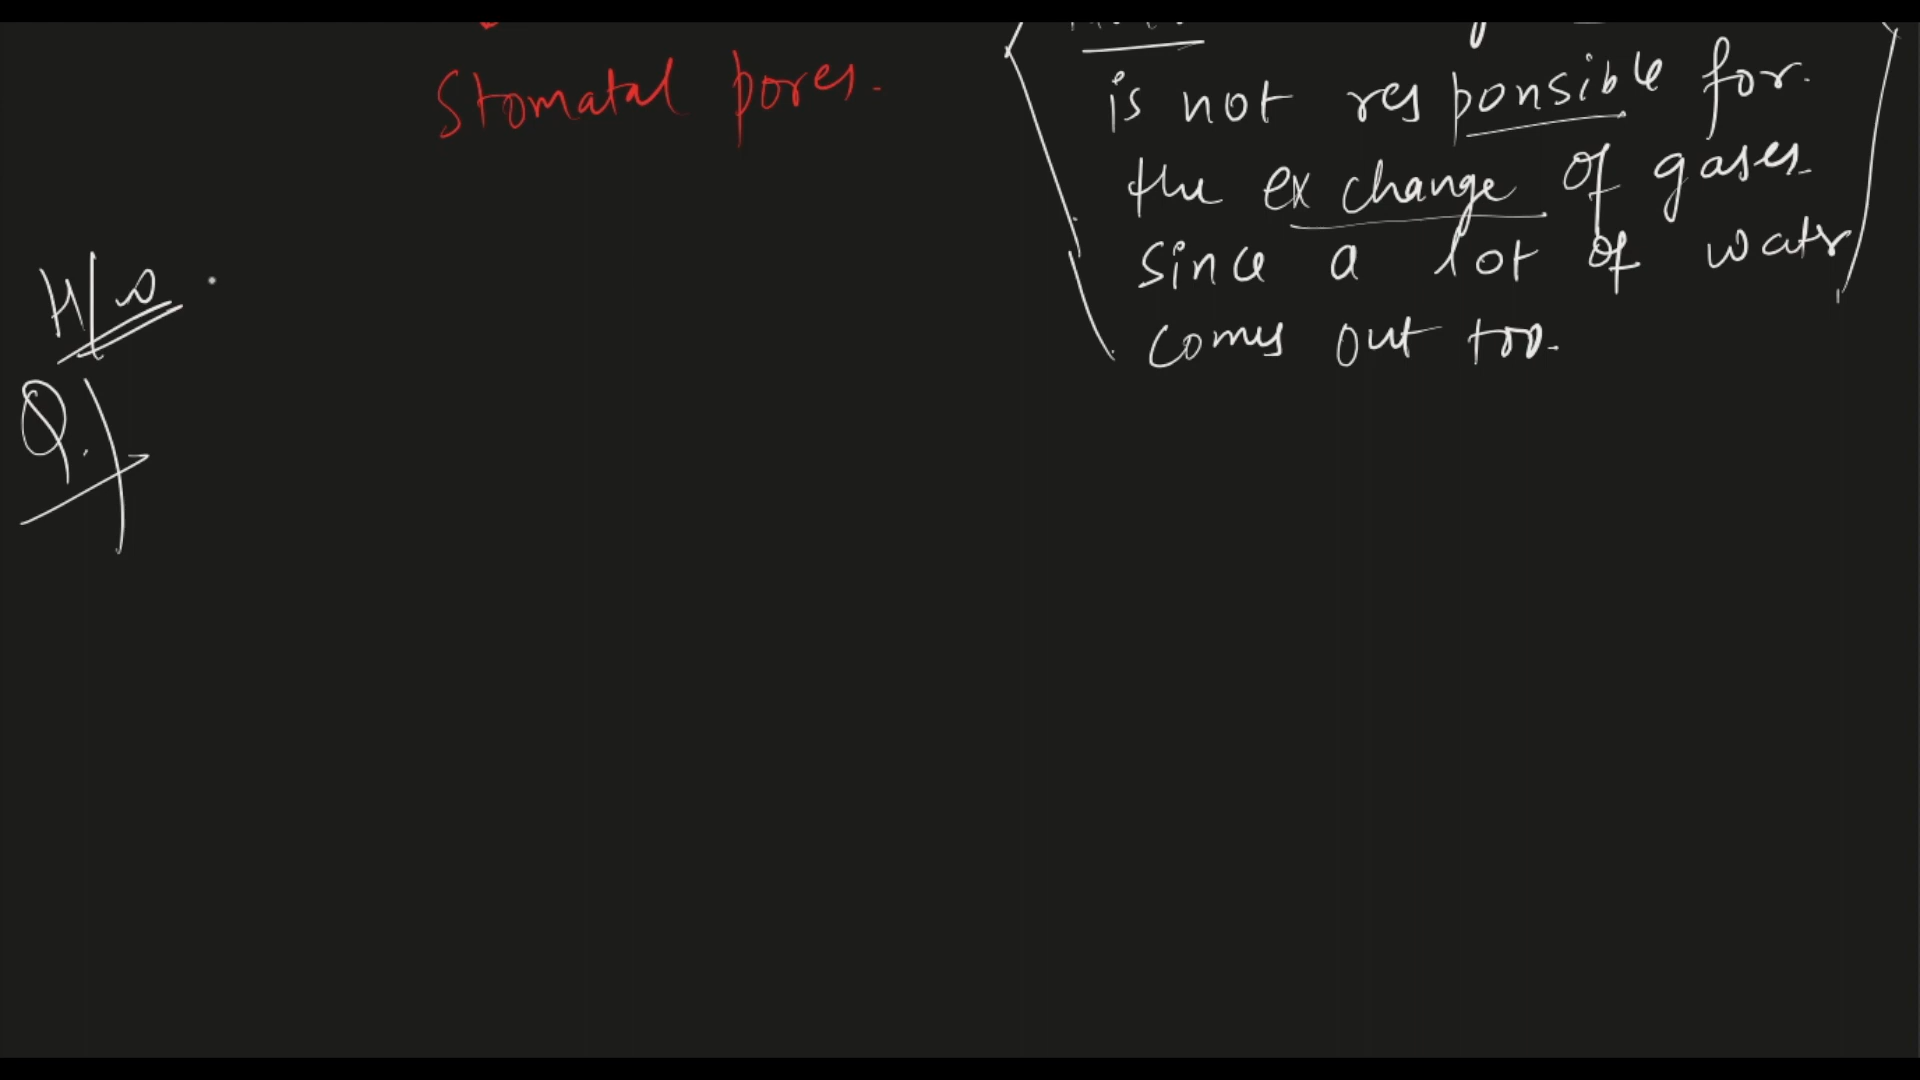 Stomatal pores.
is not responsible for.
the exchange of gases.
since a lot of water
comes out too.
H/w
Q.)